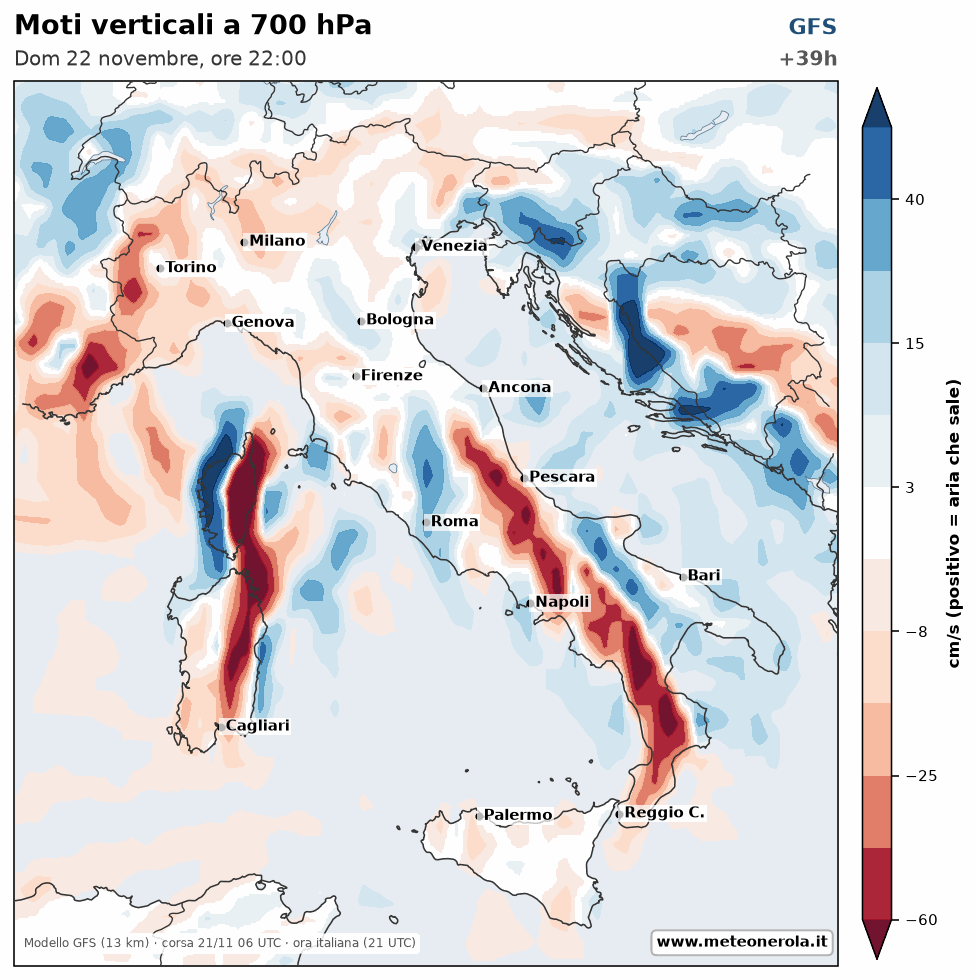 Moti verticali a 700 hPa
GFS
Dom 22 novembre, ore 22:00
+39h
Milano
Venezia
Torino
Genova
Bologna
Firenze
Ancona
Pescara
Roma
Bari
Napoli
Cagliari
Palermo
Reggio C.
40
15
3
−8
−25
−60
cm/s (positivo = aria che sale)
Modello GFS (13 km) · corsa 21/11 06 UTC · ora italiana (21 UTC)
www.meteonerola.it